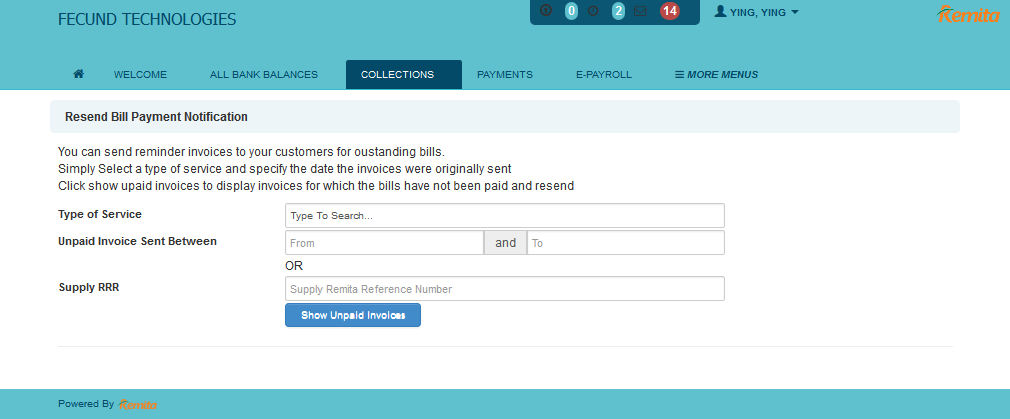 FECUND TECHNOLOGIES
0 2 14 YING, YING
Remita
WELCOME ALL BANK BALANCES COLLECTIONS PAYMENTS E-PAYROLL MORE MENUS
Resend Bill Payment Notification
You can send reminder invoices to your customers for oustanding bills.
Simply Select a type of service and specify the date the invoices were originally sent
Click show upaid invoices to display invoices for which the bills have not been paid and resend
Type of Service Type To Search...
Unpaid Invoice Sent Between From and To
OR
Supply RRR Supply Remita Reference Number
Show Unpaid Invoices
Powered By Remita